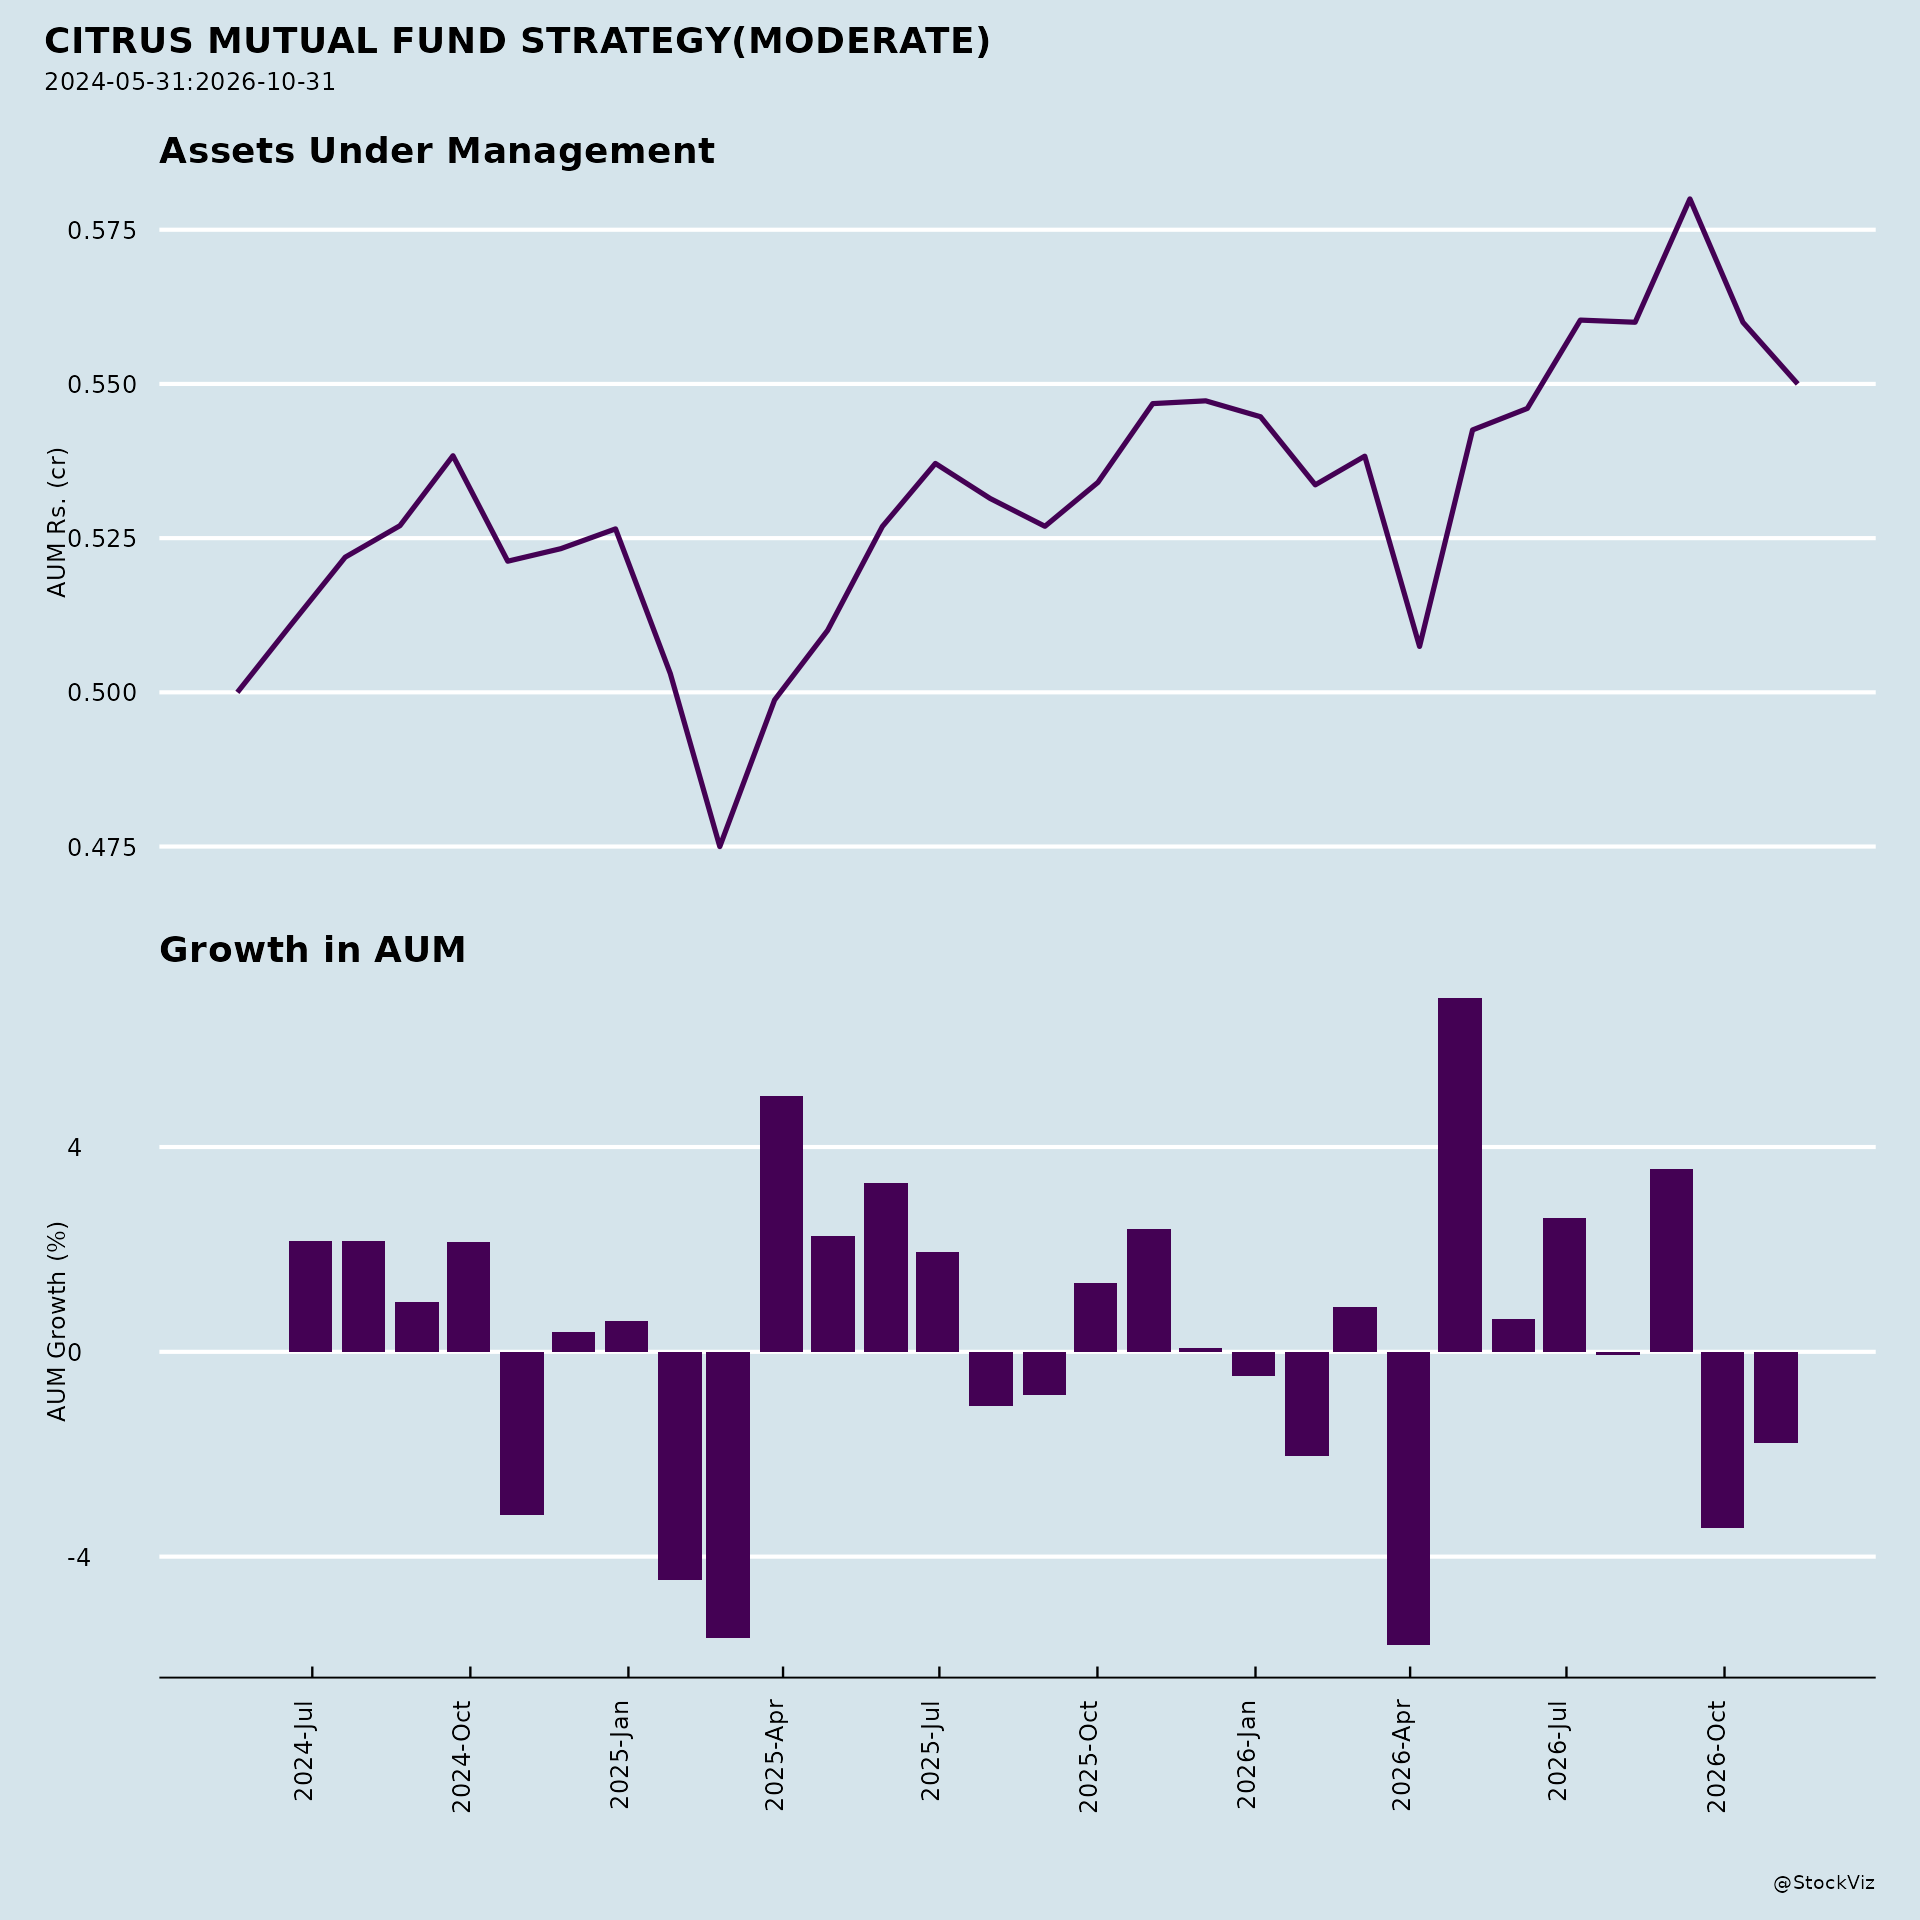 CITRUS MUTUAL FUND STRATEGY(MODERATE)
2024-05-31:2026-10-31
Assets Under Management
AUM Rs. (cr)
0.575
0.550
0.525
0.500
0.475
Growth in AUM
AUM Growth (%)
4
0
-4
2024-Jul
2024-Oct
2025-Jan
2025-Apr
2025-Jul
2025-Oct
2026-Jan
2026-Apr
2026-Jul
2026-Oct
@StockViz